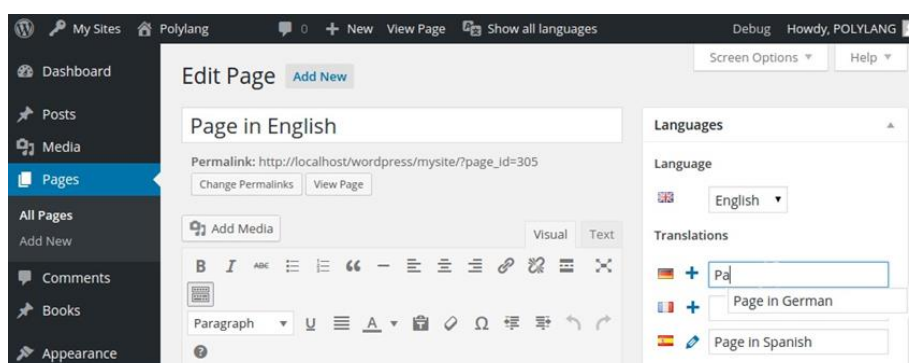 My Sites Polylang 0 + New View Page Show all languages Debug Howdy, POLYLANG
Screen Options Help
Dashboard
Edit Page Add New
Posts
Page in English
Languages
Media
Permalink: http://localhost/wordpress/mysite/?page_id=305
Language
Pages
Change Permalinks View Page
English
All Pages
Add Media
Visual Text
Translations
Add New
B I ABC
Pa
Comments
Page in German
Books
Paragraph U A Ω
Page in Spanish
Appearance